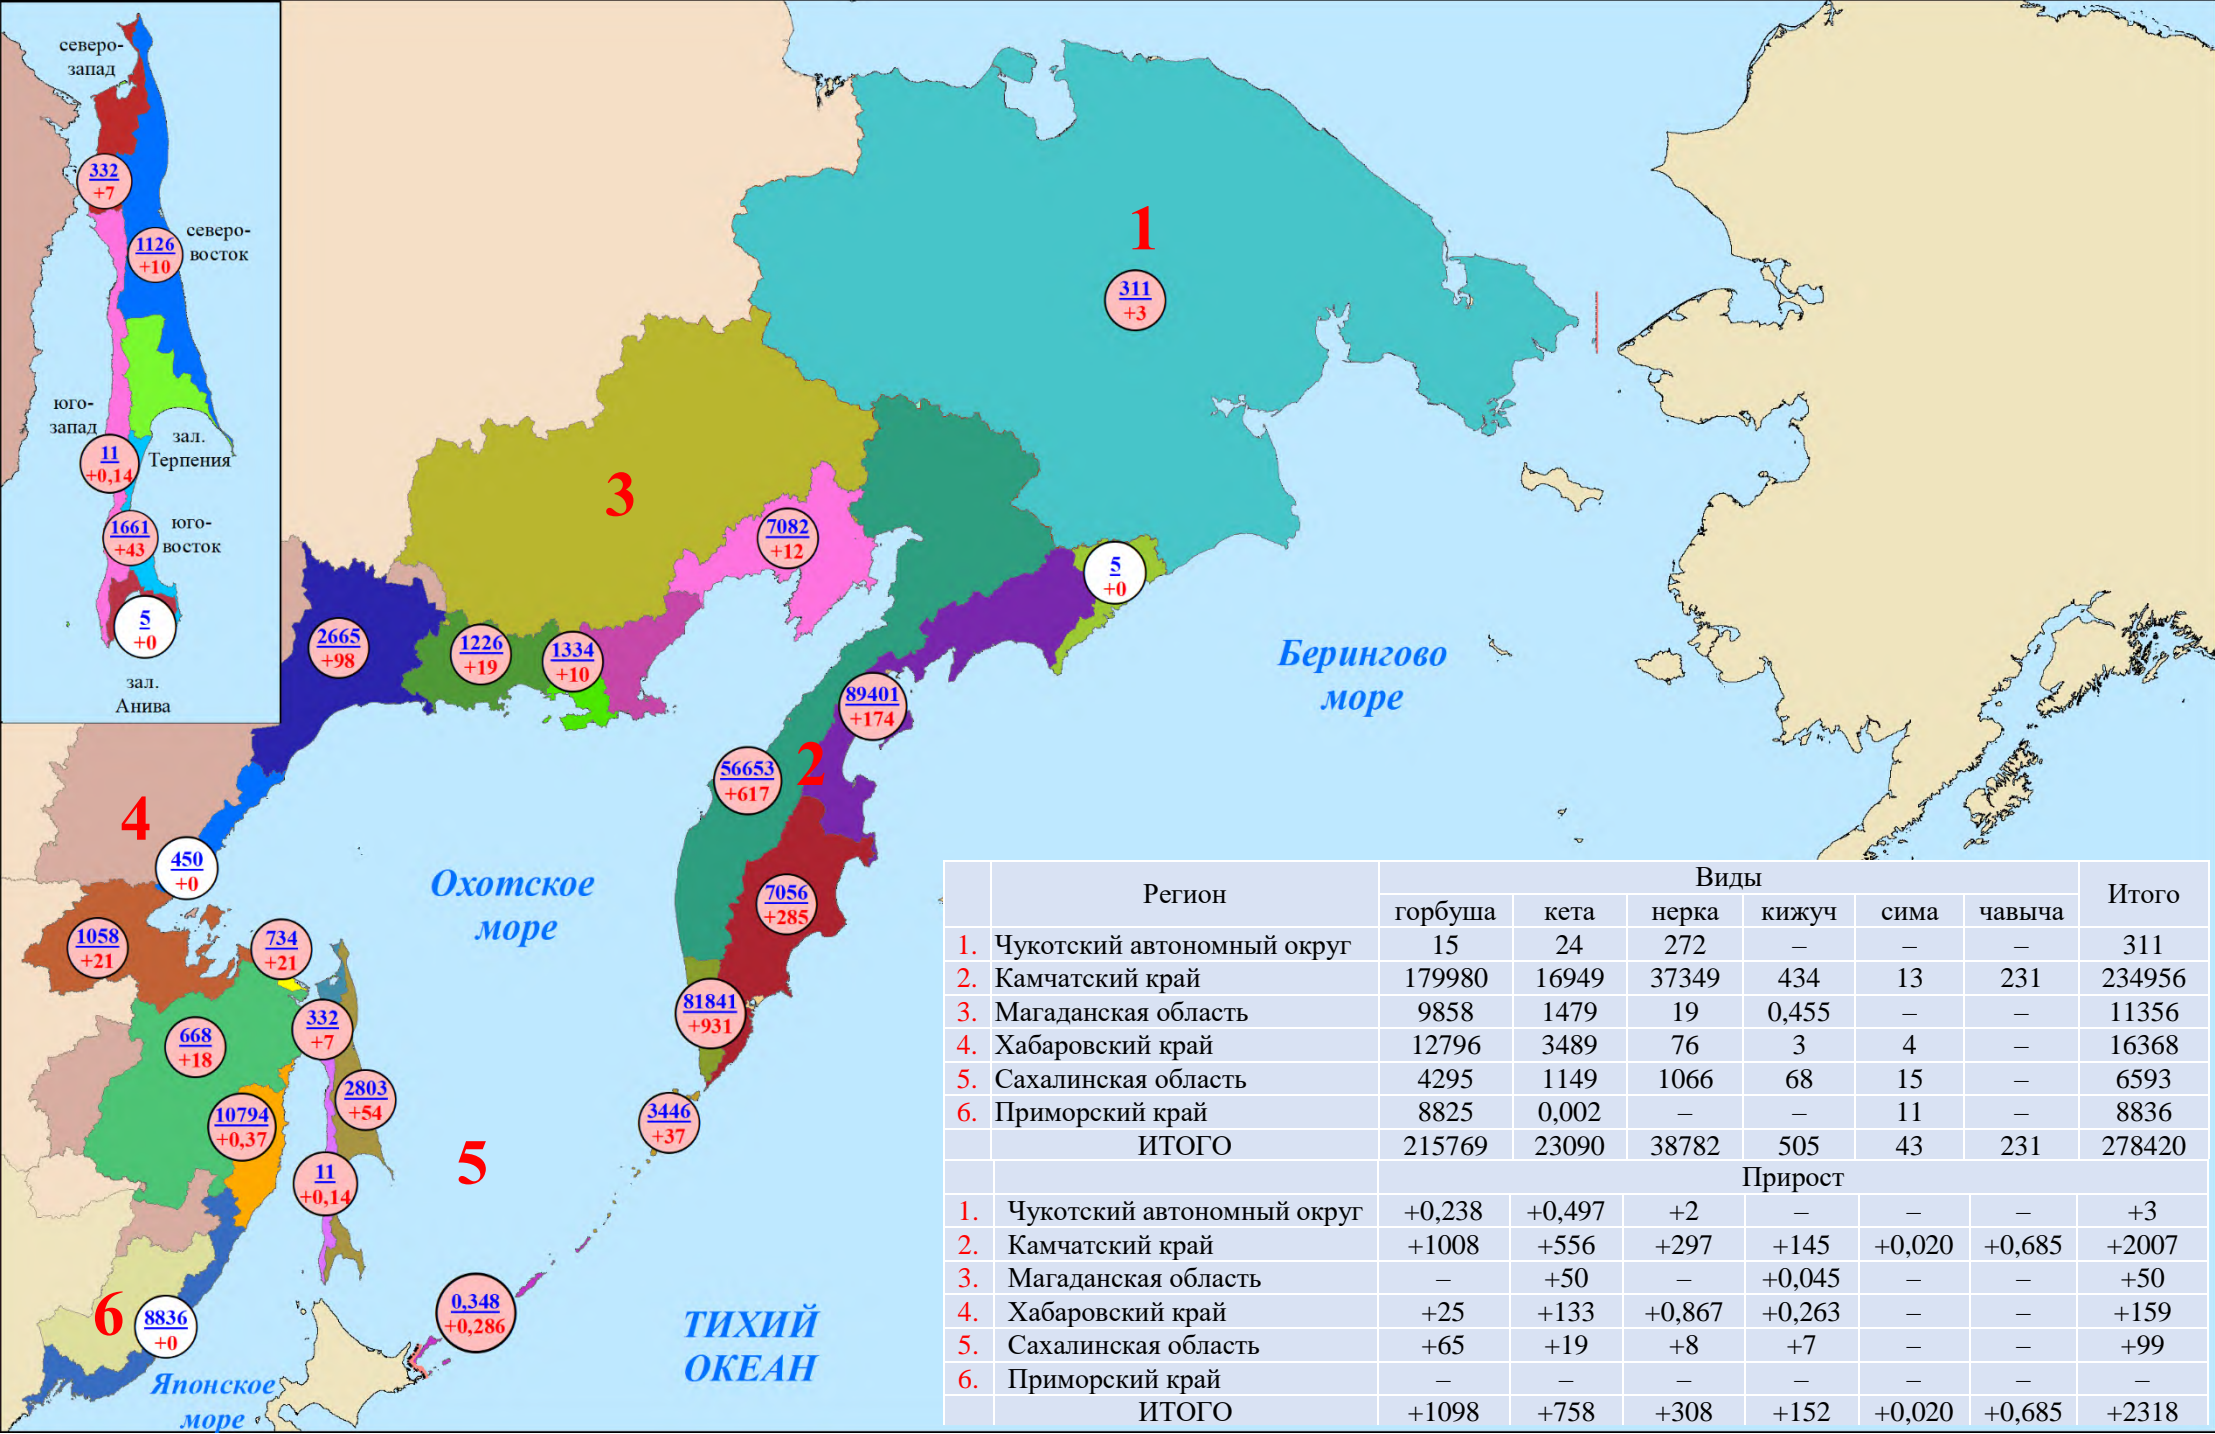 северо-
запад
332
+7
северо-
восток
1126
+10
юго-
запад
11
+0,14
зал.
Терпения
1661
+43
юго-
восток
5
+0
зал.
Анива
1
311
+3
3
7082
+12
5
+0
2665
+98
1226
+19
1334
+10
Берингово
море
89401
+174
56653
+617
2
4
450
+0
Охотское
море
7056
+285
1058
+21
734
+21
81841
+931
332
+7
668
+18
2803
+54
10794
+0,37
3446
+37
5
11
+0,14
0,348
+0,286
6
8836
+0
ТИХИЙ
ОКЕАН
Японское
море
Регион Виды Итого
горбуша кета нерка кижуч сима чавыча
1. Чукотский автономный округ 15 24 272 – – – 311
2. Камчатский край 179980 16949 37349 434 13 231 234956
3. Магаданская область 9858 1479 19 0,455 – – 11356
4. Хабаровский край 12796 3489 76 3 4 – 16368
5. Сахалинская область 4295 1149 1066 68 15 – 6593
6. Приморский край 8825 0,002 – – 11 – 8836
ИТОГО 215769 23090 38782 505 43 231 278420
Прирост
1. Чукотский автономный округ +0,238 +0,497 +2 – – – +3
2. Камчатский край +1008 +556 +297 +145 +0,020 +0,685 +2007
3. Магаданская область – +50 – +0,045 – – +50
4. Хабаровский край +25 +133 +0,867 +0,263 – – +159
5. Сахалинская область +65 +19 +8 +7 – – +99
6. Приморский край – – – – – – –
ИТОГО +1098 +758 +308 +152 +0,020 +0,685 +2318